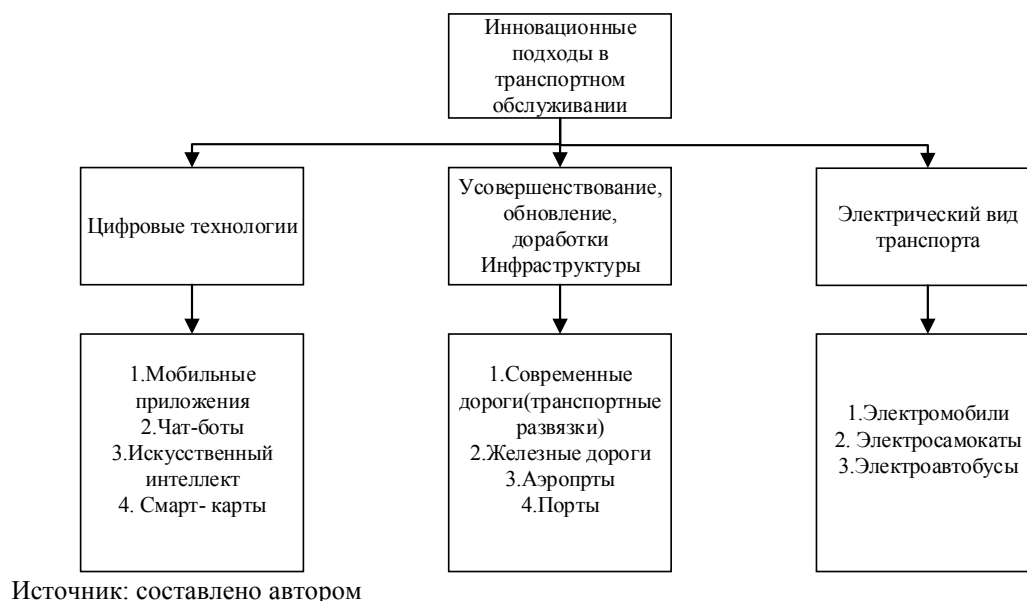 Инновационные
подходы в
транспортном
обслуживании
Цифровые технологии
Усовершенствование,
обновление,
доработки
Инфраструктуры
Электрический вид
транспорта
1.Мобильные
приложения
2.Чат-боты
3.Искусственный
интеллект
4. Смарт- карты
1.Современные
дороги(транспортные
развязки)
2.Железные дороги
3.Аэропрты
4.Порты
1.Электромобили
2. Электросамокаты
3.Электроавтобусы
Источник: составлено автором